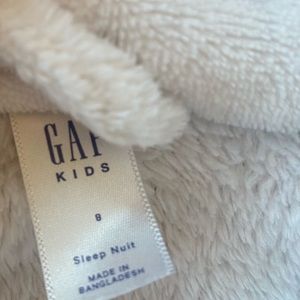 GAP
KIDS
8
Sleep Nuit
MADE IN
BANGLADESH